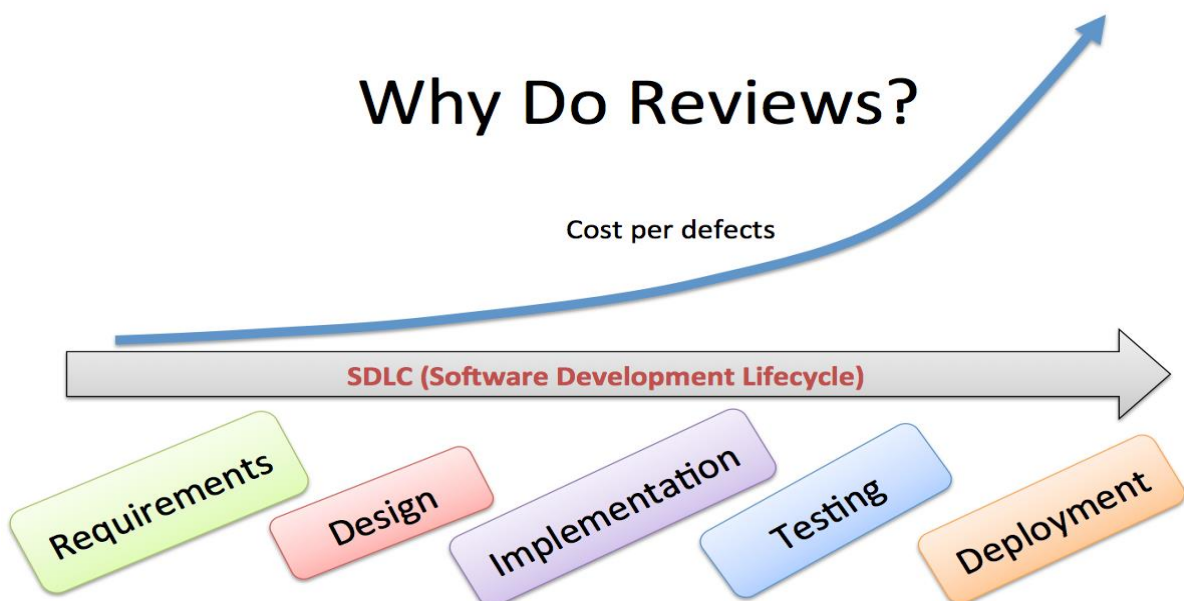 Why Do Reviews?
Cost per defects
SDLC (Software Development Lifecycle)
Requirements
Design
Implementation
Testing
Deployment